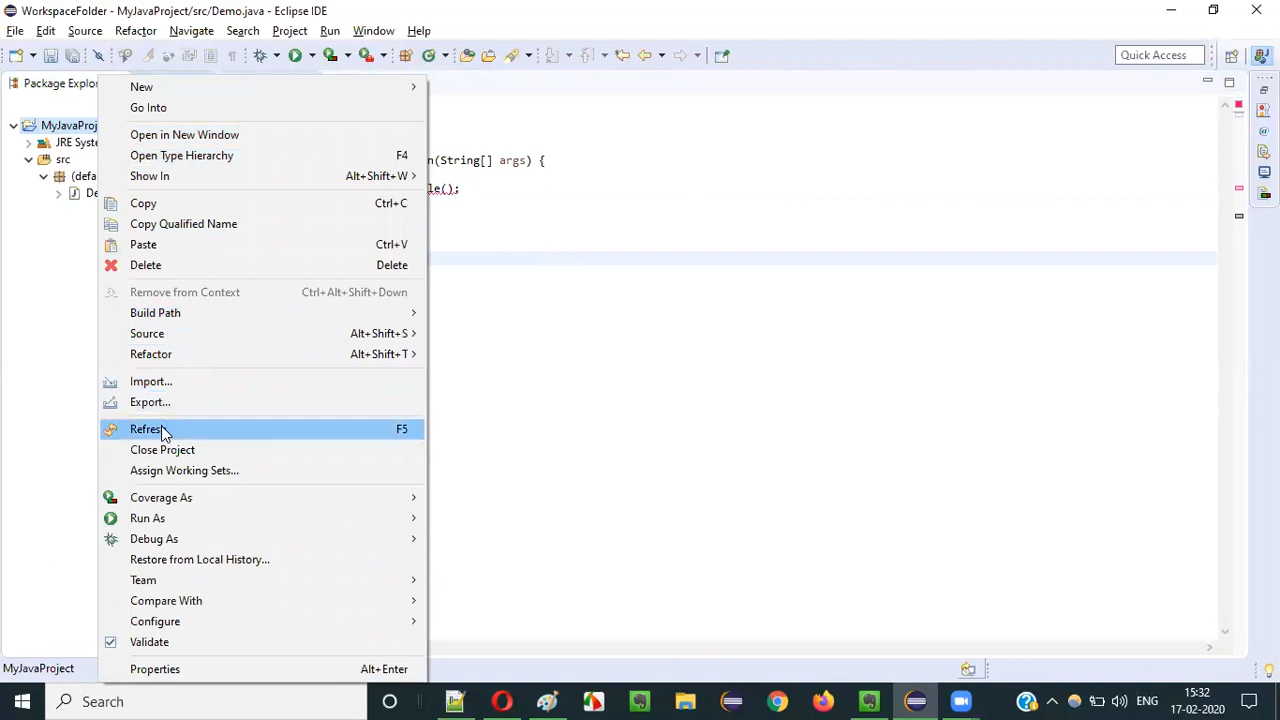 WorkspaceFolder - MyJavaProject/src/Demo.java - Eclipse IDE
File Edit Source Refactor Navigate Search Project Run Window Help
Quick Access
Package Explo
MyJavaProj
JRE Syste
src
(defa
De
n(String[] args) {
le();
New
Go Into
Open in New Window
Open Type Hierarchy F4
Show In Alt+Shift+W
Copy Ctrl+C
Copy Qualified Name
Paste Ctrl+V
Delete Delete
Remove from Context Ctrl+Alt+Shift+Down
Build Path
Source Alt+Shift+S
Refactor Alt+Shift+T
Import...
Export...
Refres F5
Close Project
Assign Working Sets...
Coverage As
Run As
Debug As
Restore from Local History...
Team
Compare With
Configure
Validate
Properties Alt+Enter
MyJavaProject
Search
ENG
15:32
17-02-2020